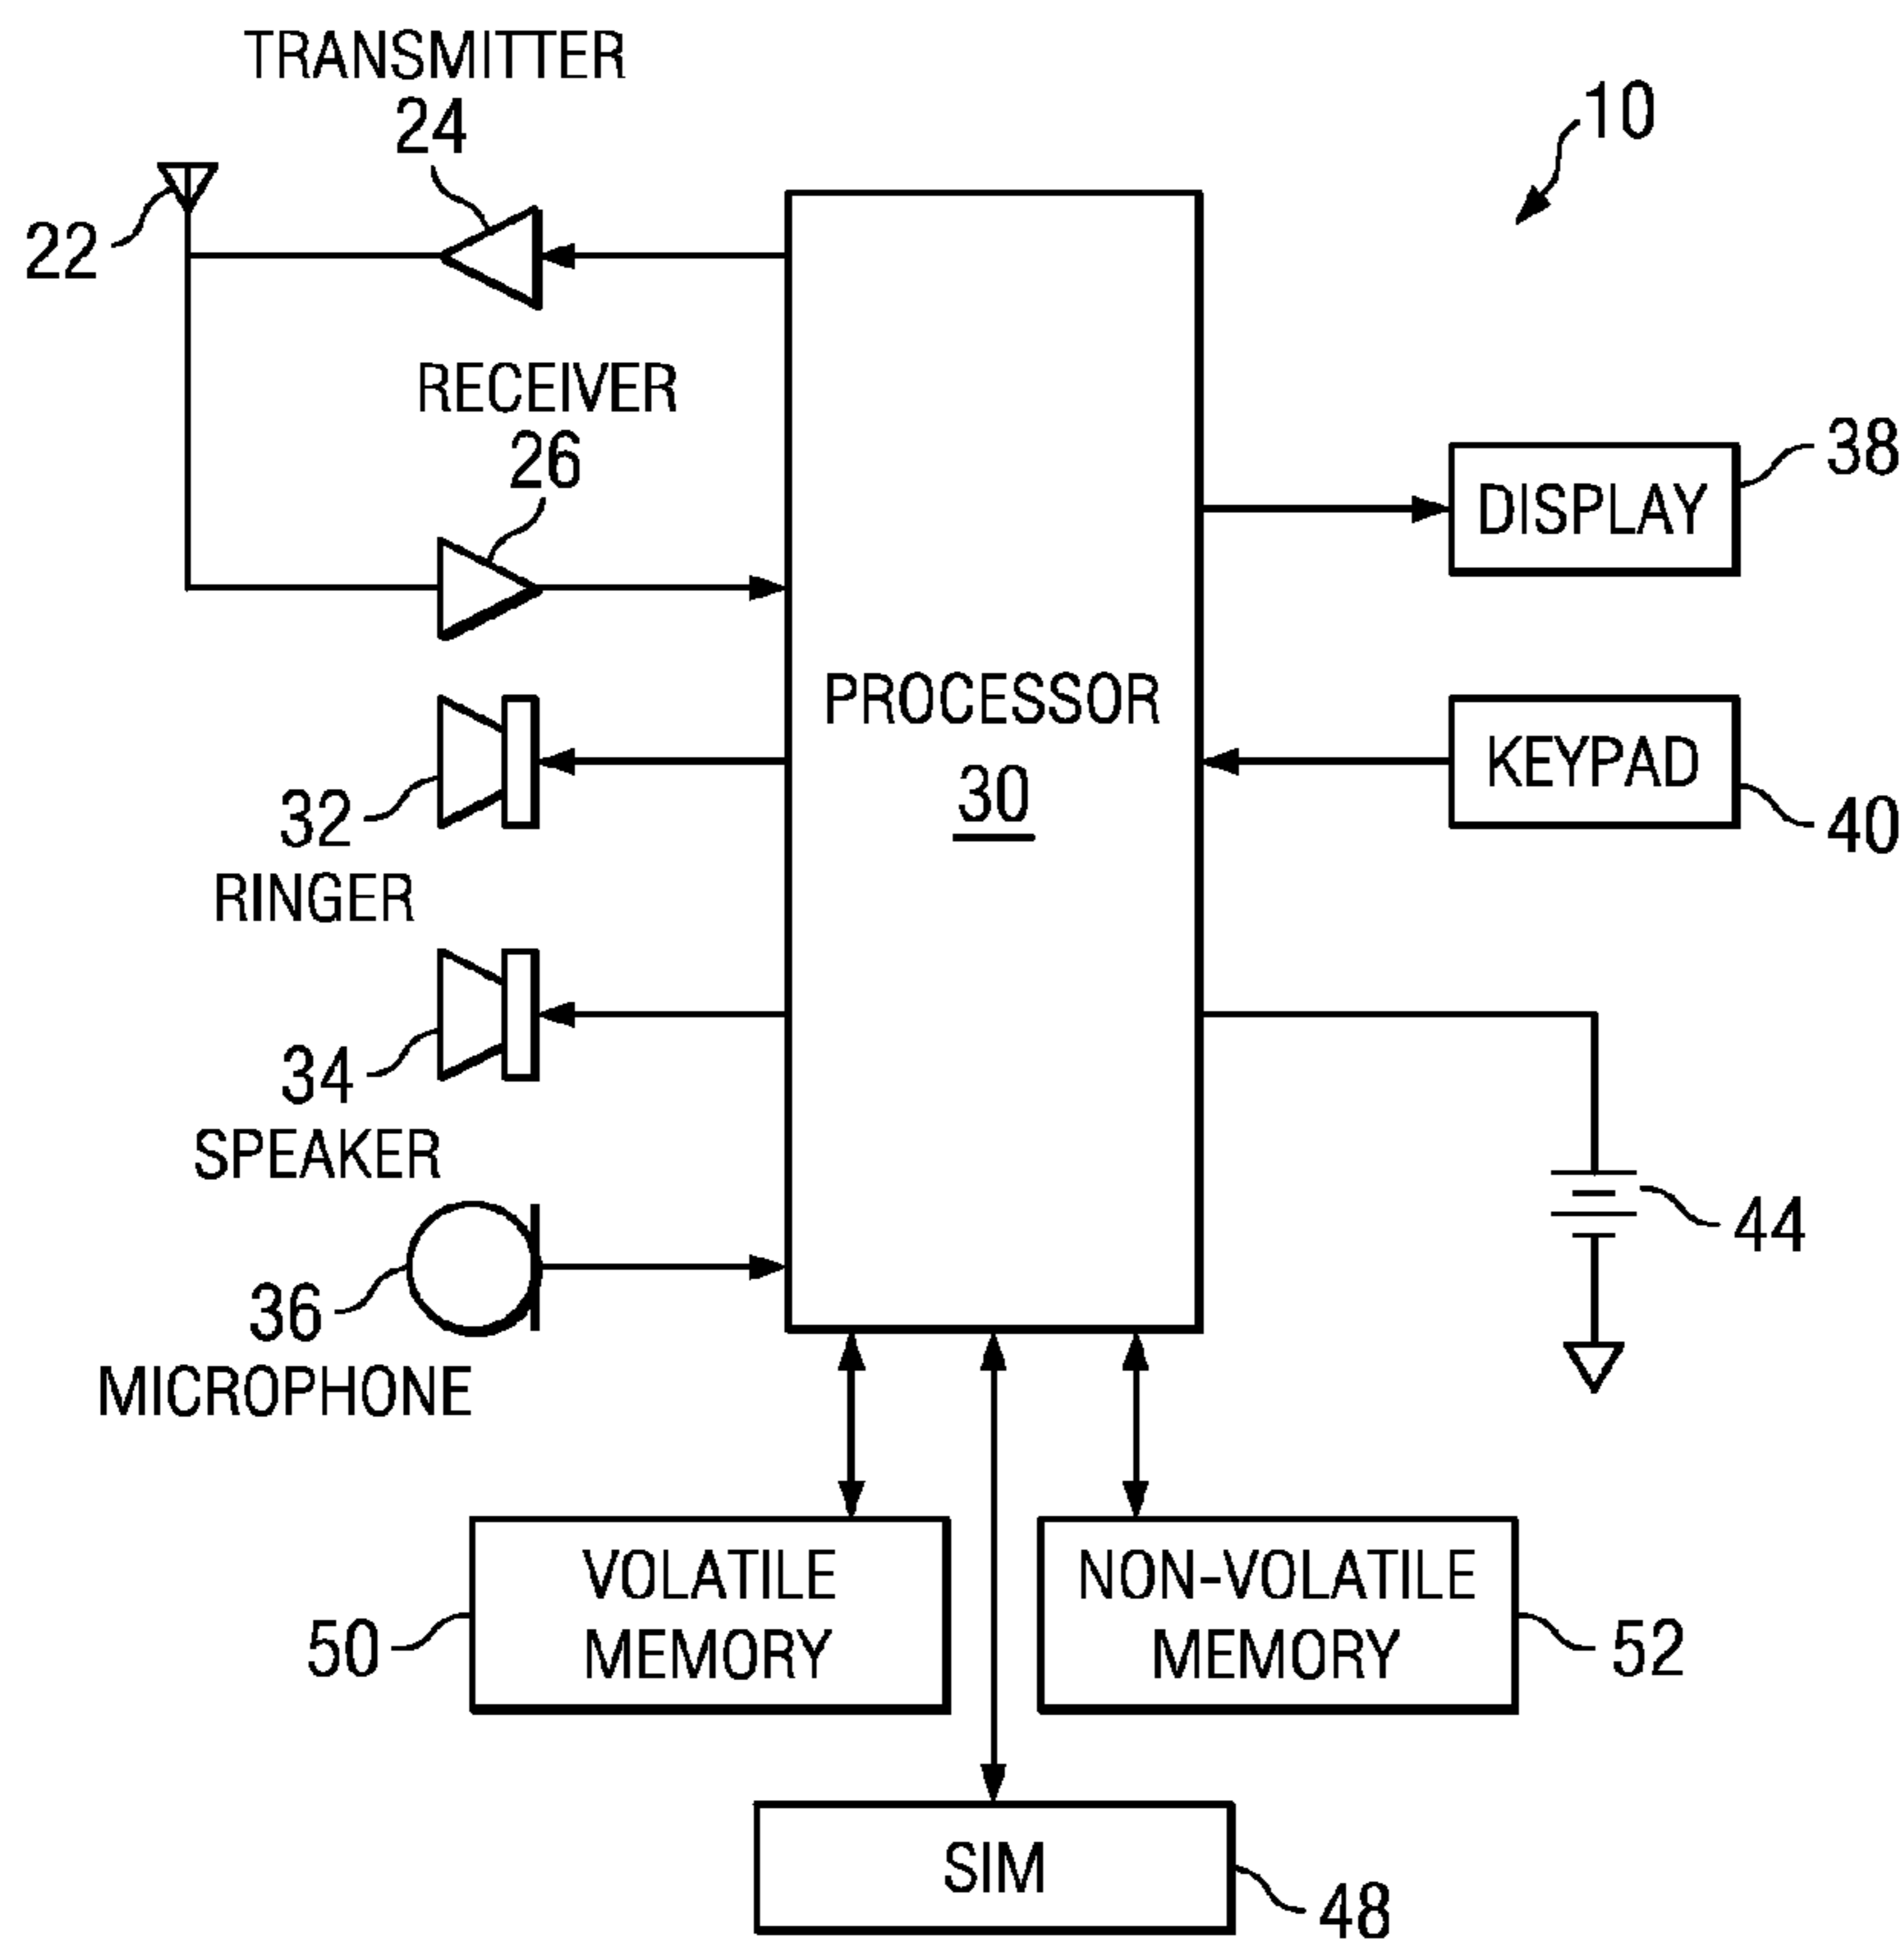 TRANSMITTER
24
10
22
RECEIVER
26
38
DISPLAY
PROCESSOR
30
KEYPAD
40
32
RINGER
34
SPEAKER
44
36
MICROPHONE
VOLATILE
MEMORY
50
NON-VOLATILE
MEMORY
52
SIM
48